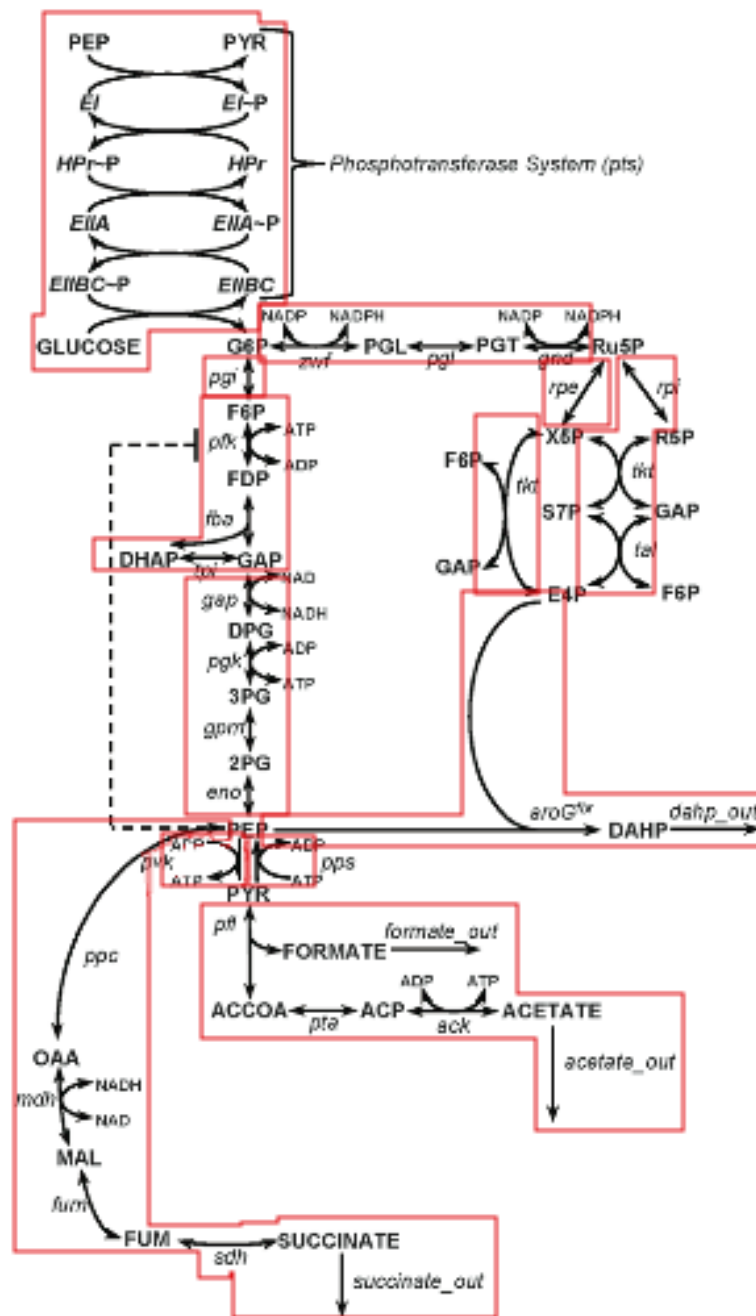 PEP PYR
EI EI~P
HPr~P HPr
Phosphotransferase System (pts)
EIIA EIIA~P
EIIBC~P EIIBC
NADP NADPH NADP NADPH
GLUCOSE G6P PGL PGT Ru5P
zwf pgl gnd
pgi rpe rpi
F6P
pfk ATP
ADP
X5P R5P
F6P tkt tkt
FDP
fba
S7P GAP
DHAP GAP
tpi
GAP tal
NAD
gap
NADH
E4P F6P
DPG
ADP
pgk
ATP
3PG
gpm
2PG
eno
PEP aroGfbr DAHP dahp_out
ADP ADP
pyk pps
ATP ATP
PYR
pfl formate_out
FORMATE
ppc
ADP ATP
ACCOA ACP ACETATE
pta ack
OAA acetate_out
NADH
mdh
NAD
MAL
fum
FUM SUCCINATE
sdh
succinate_out